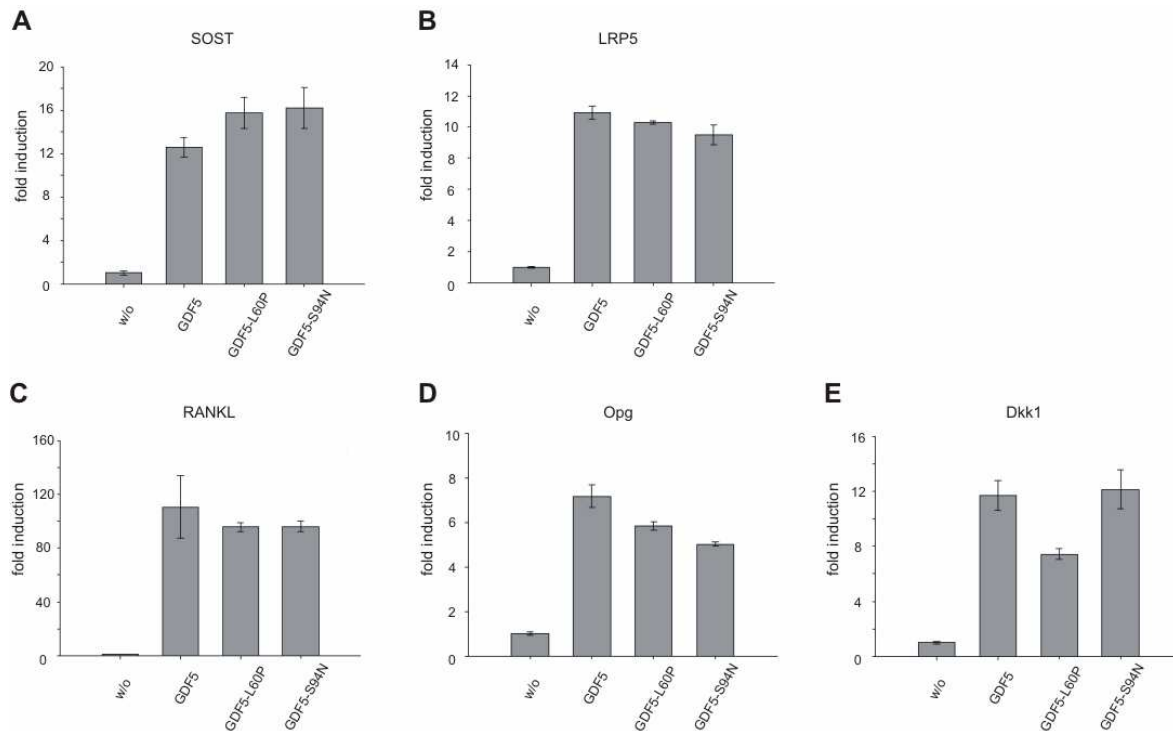 A
SOST
fold induction
20
16
12
8
4
0
w/o
GDF5
GDF5-L60P
GDF5-S94N
B
LRP5
fold induction
14
12
10
8
6
4
2
0
w/o
GDF5
GDF5-L60P
GDF5-S94N
C
RANKL
fold induction
160
120
80
40
0
w/o
GDF5
GDF5-L60P
GDF5-S94N
D
Opg
fold induction
10
8
6
4
2
0
w/o
GDF5
GDF5-L60P
GDF5-S94N
E
Dkk1
fold induction
16
12
8
4
0
w/o
GDF5
GDF5-L60P
GDF5-S94N